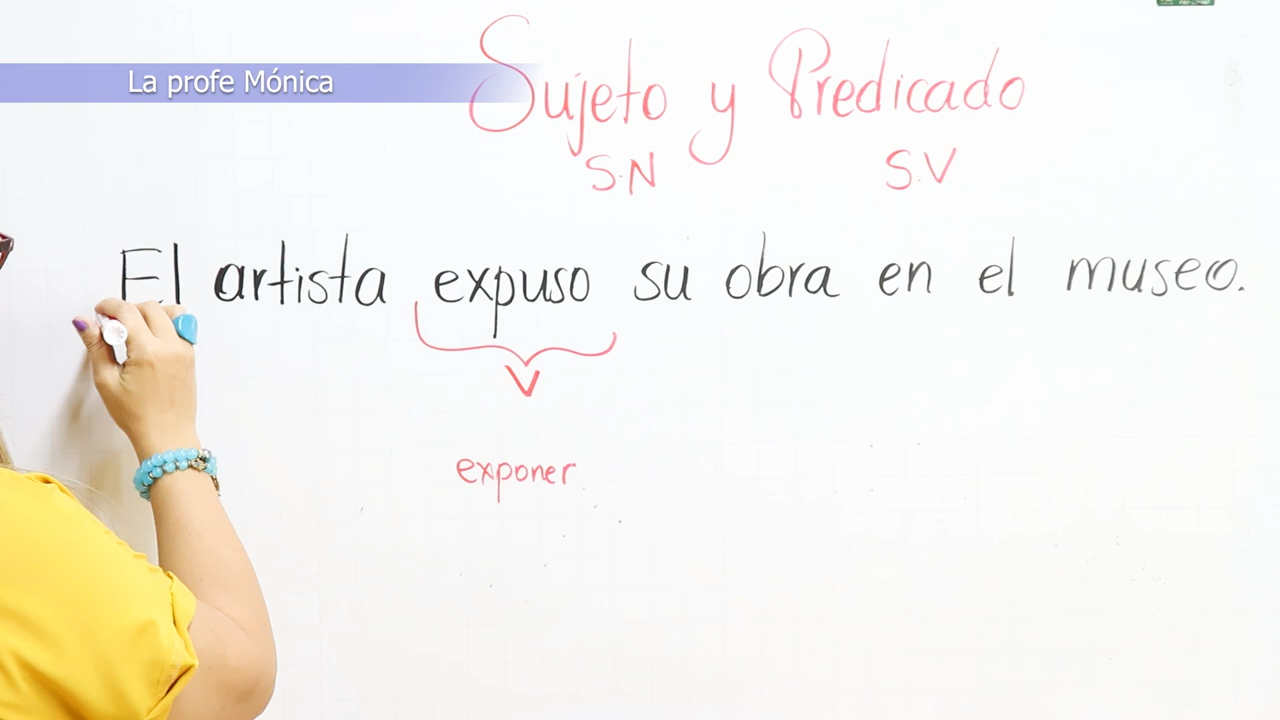 La profe Mónica
Sujeto y Predicado
S.N S.V
El artista expuso su obra en el museo.
V
exponer